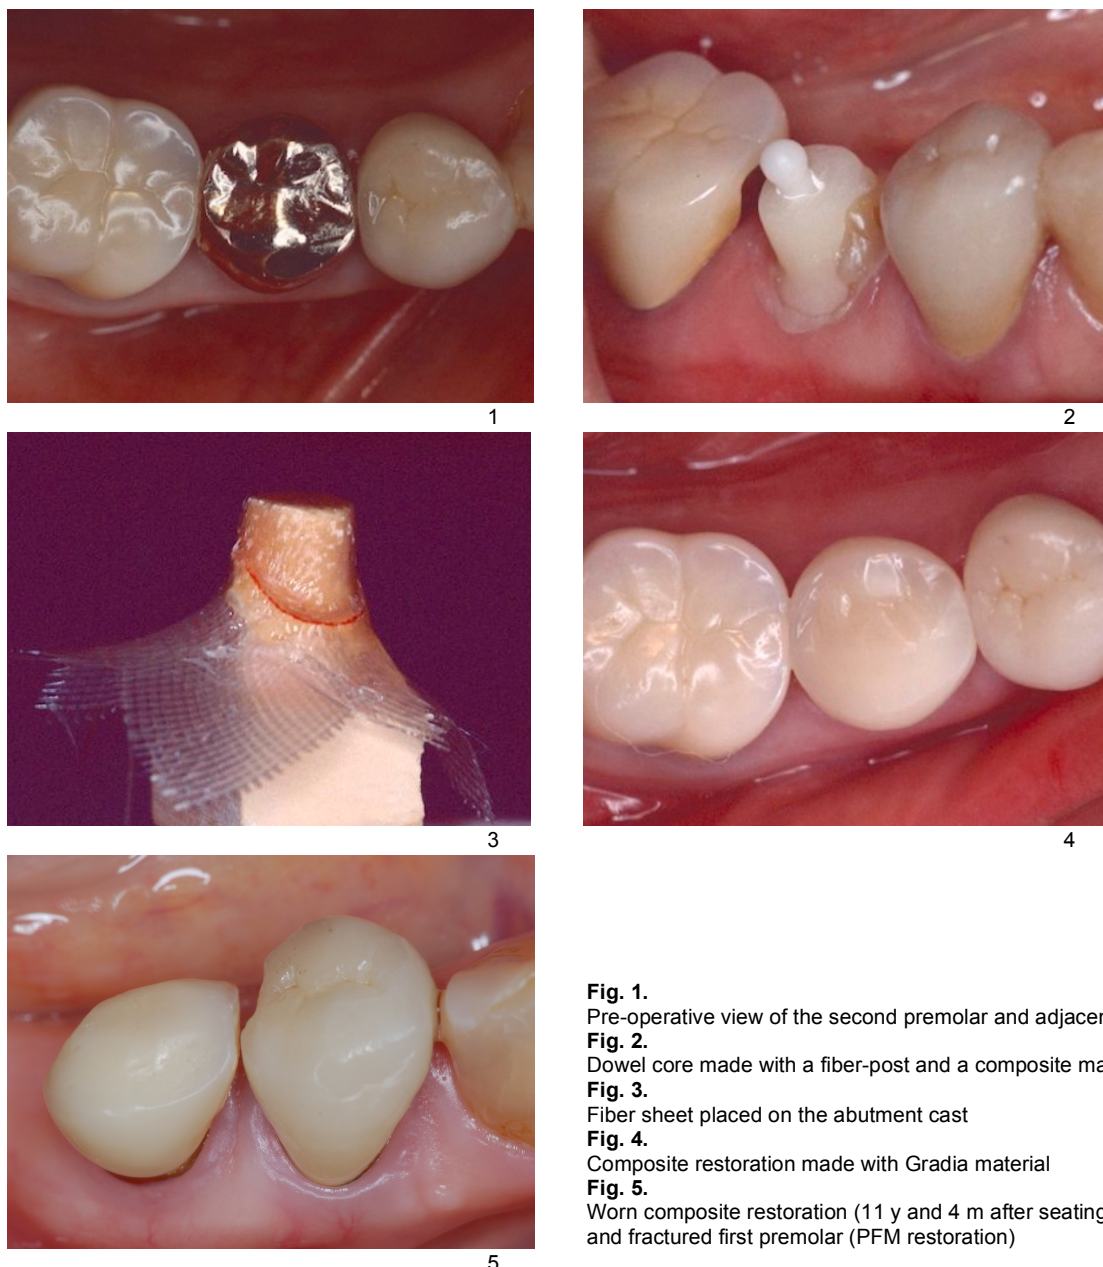 1
2
3
4
5
Fig. 1.
Pre-operative view of the second premolar and
Fig. 2.
Dowel core made with a fiber-post and a composite
Fig. 3.
Fiber sheet placed on the abutment cast
Fig. 4.
Composite restoration made with Gradia material
Fig. 5.
Worn composite restoration (11 y and 4 m after seating
and fractured first premolar (PFM restoration)